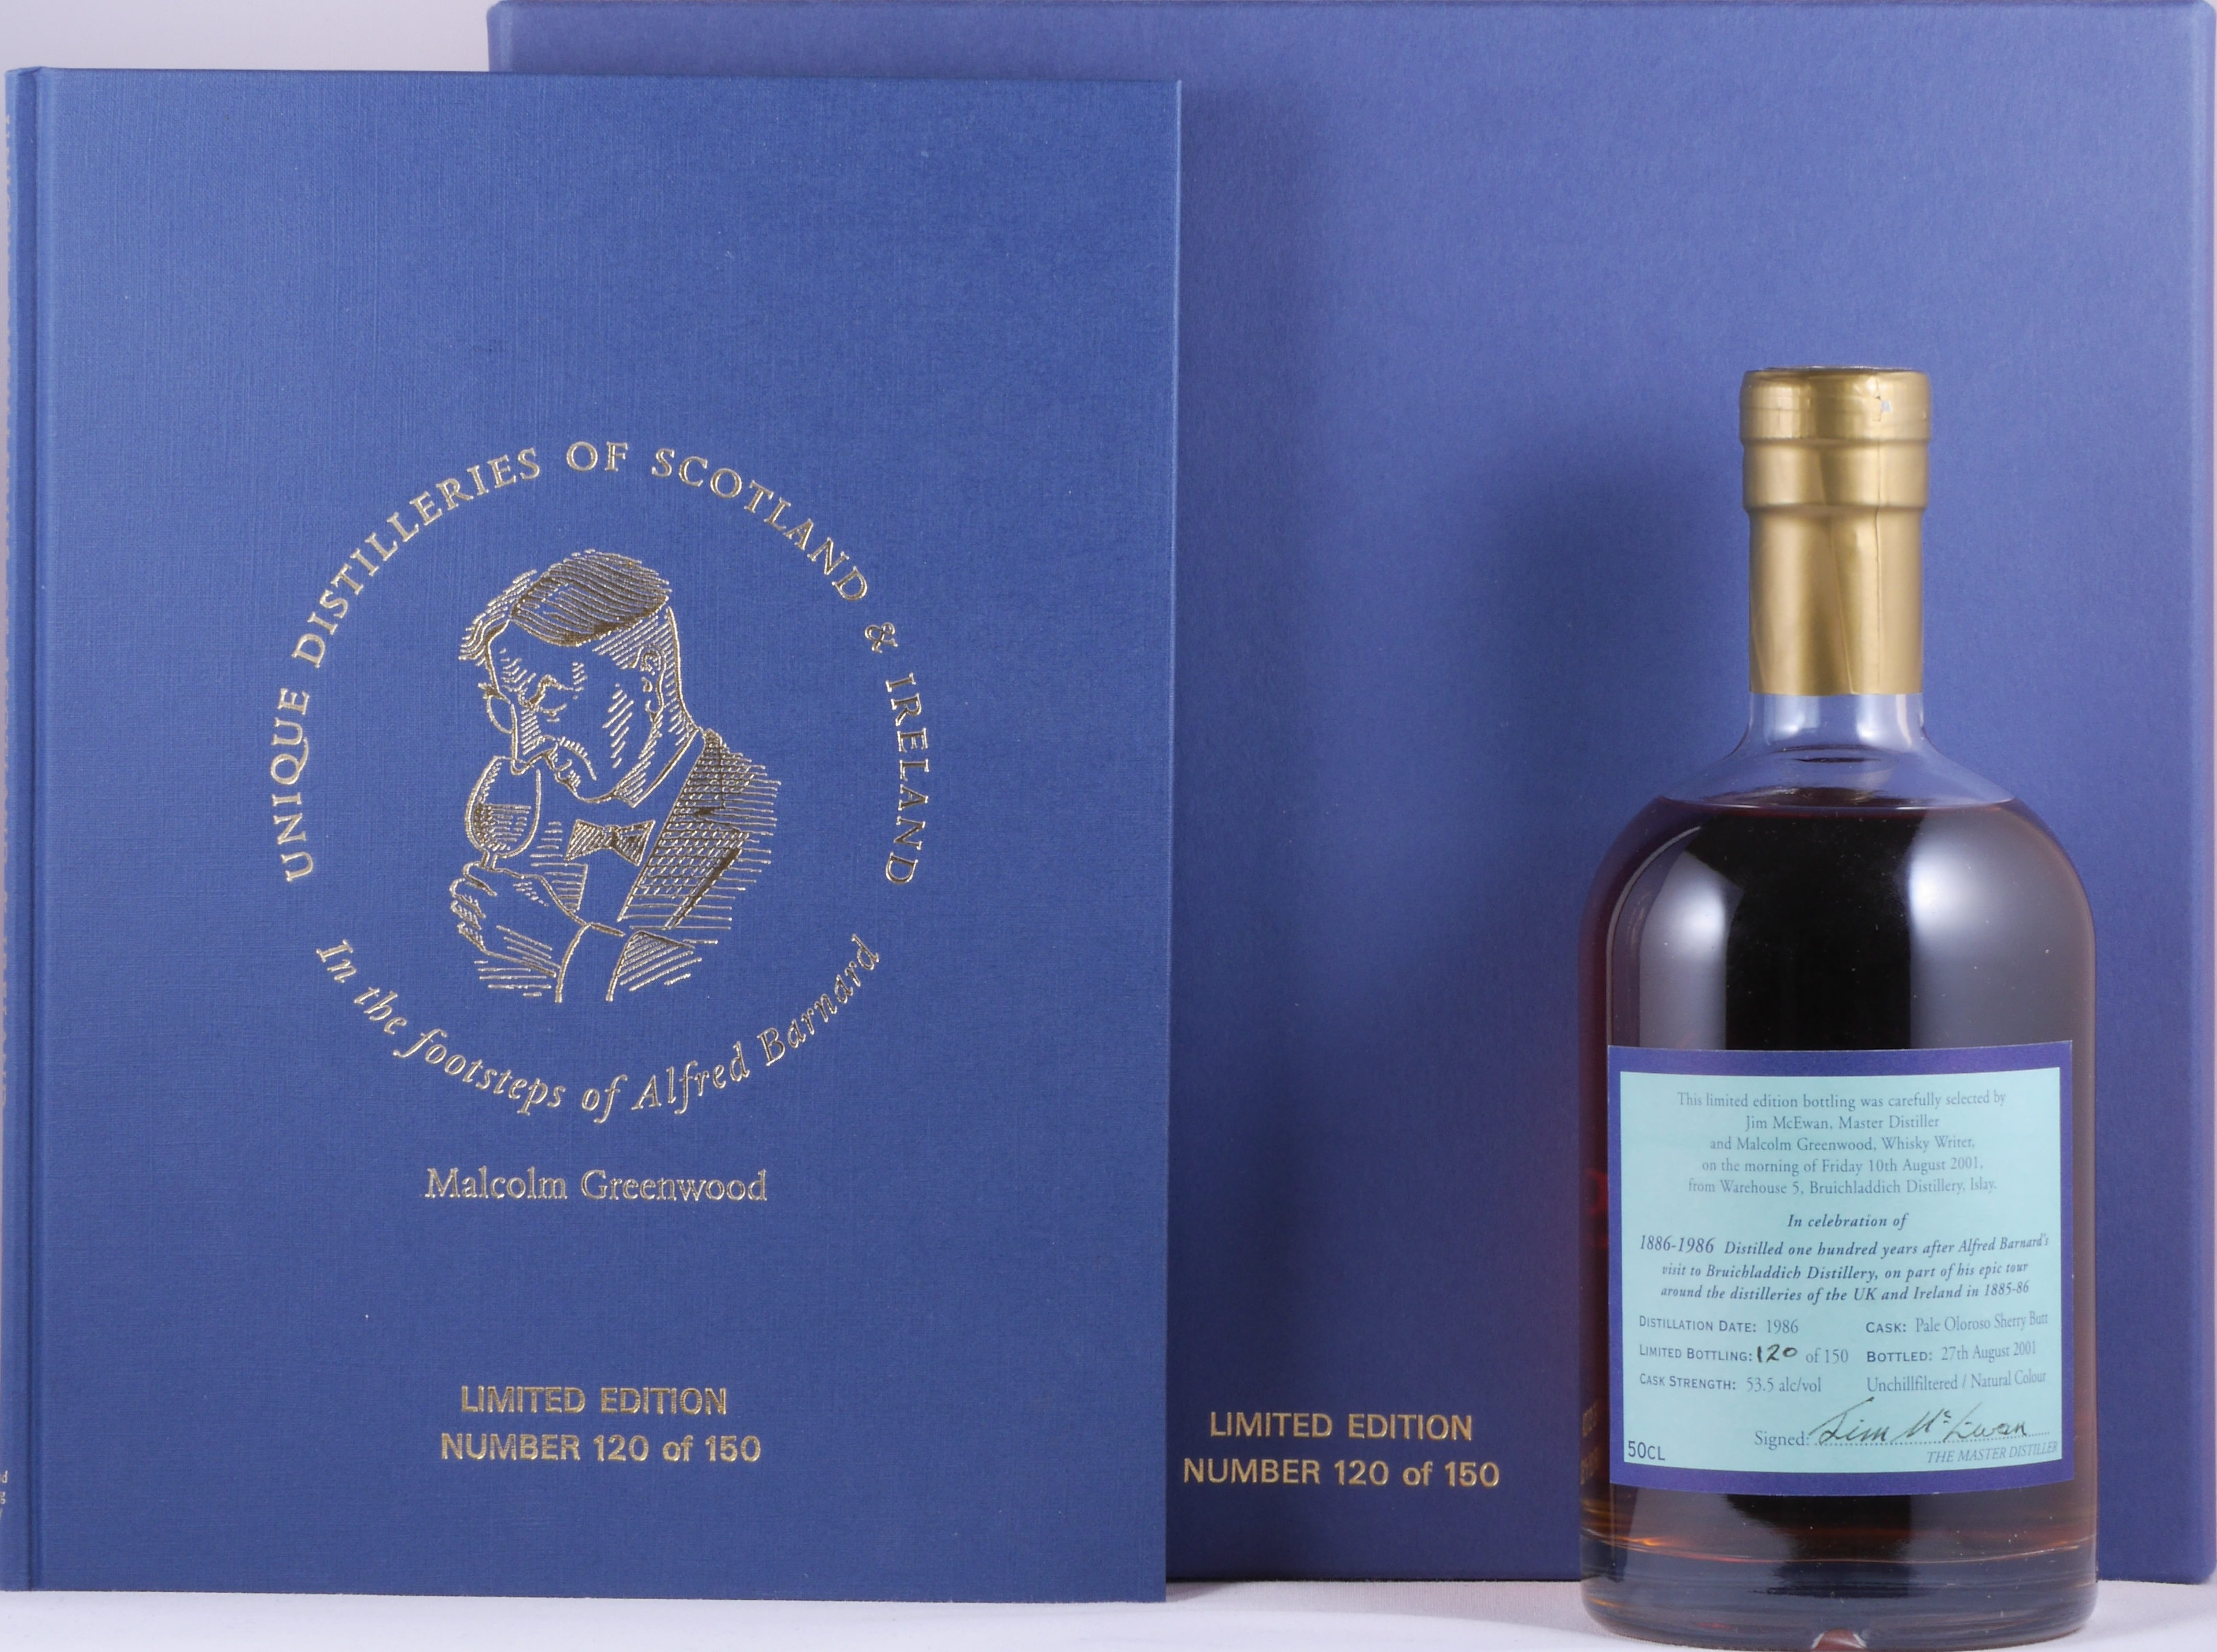 UNIQUE DISTILLERIES OF SCOTLAND & IRELAND
In the footsteps of Alfred Barnard
Malcolm Greenwood
LIMITED EDITION
NUMBER 120 of 150
LIMITED EDITION
NUMBER 120 of 150
This limited edition bottling was carefully selected by
Jim McEwan, Master Distiller
and Malcolm Greenwood, Whisky Writer,
on the morning of Friday 10th August 2001,
from Warehouse 5, Bruichladdich Distillery, Islay.
In celebration of
1886-1986 Distilled one hundred years after Alfred Barnard's
visit to Bruichladdich Distillery, on part of his epic tour
around the distilleries of the UK and Ireland in 1885-86
DISTILLATION DATE: 1986 CASK: Pale Oloroso Sherry Butt
LIMITED BOTTLING: 120 of 150 BOTTLED: 27th August 2001
CASK STRENGTH: 53.5 alc/vol Unchillfiltered / Natural Colour
Signed: Jim McEwan
50CL THE MASTER DISTILLER